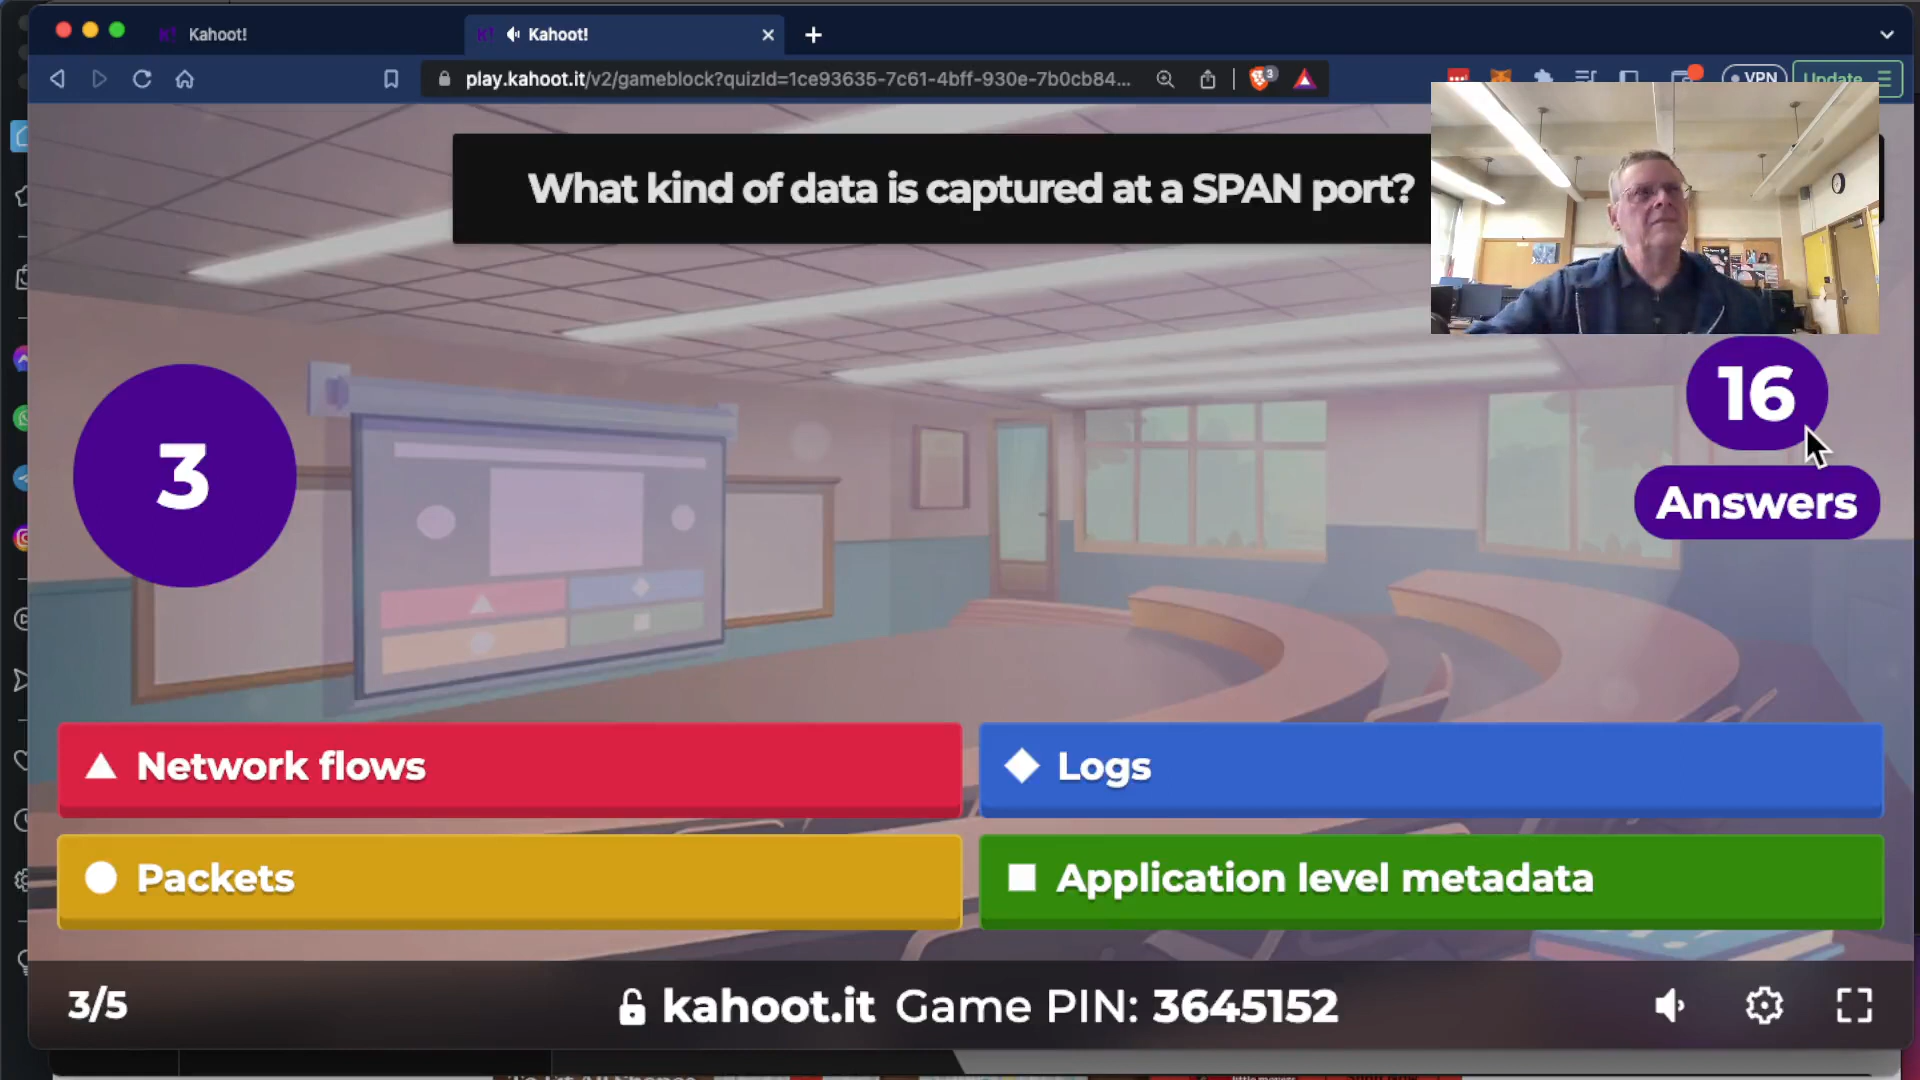 Kahoot!
Kahoot!
play.kahoot.it/v2/gameblock?quizId=1ce93635-7c61-4bff-930e-7b0cb84...
3
VPN
Update
What kind of data is captured at a SPAN port?
3
16
Answers
Network flows
Logs
Packets
Application level metadata
3/5
kahoot.it Game PIN: 3645152